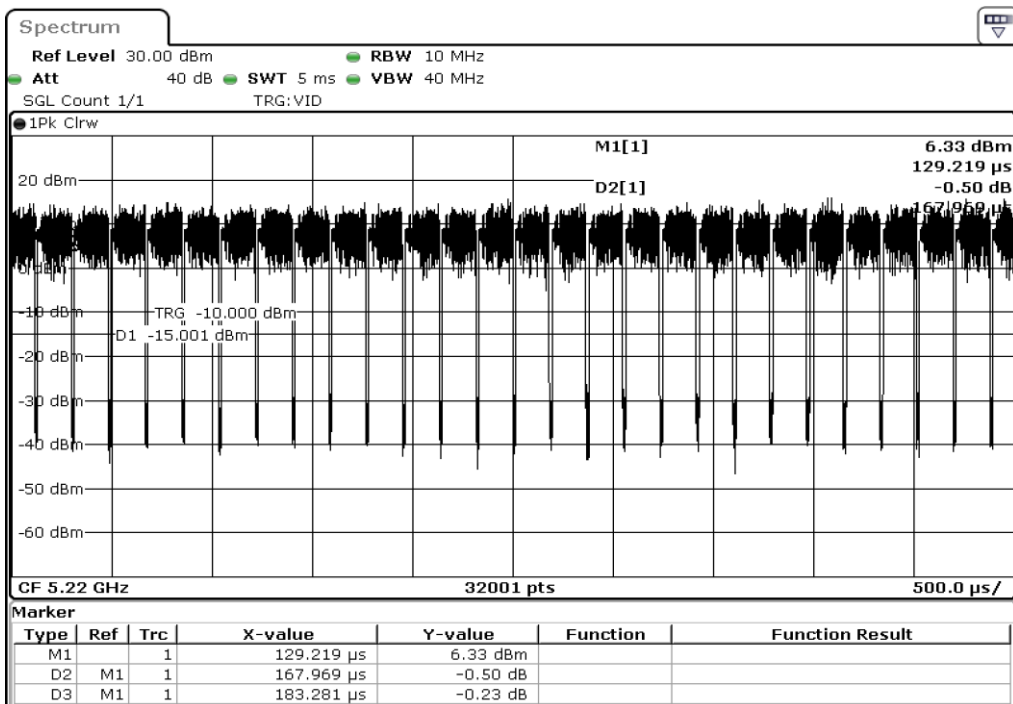 Spectrum
Ref Level 30.00 dBm RBW 10 MHz
Att 40 dB SWT 5 ms VBW 40 MHz
SGL Count 1/1 TRG:VID
1Pk Clrw
M1[1] 6.33 dBm
129.219 µs
20 dBm D2[1] -0.50 dB
167.969 µs
0 dBm
-10 dBm TRG -10.000 dBm
D1 -15.001 dBm
-20 dBm
-30 dBm
-40 dBm
-50 dBm
-60 dBm
CF 5.22 GHz 32001 pts 500.0 µs/
Marker
Type Ref Trc X-value Y-value Function Function Result
M1 1 129.219 µs 6.33 dBm
D2 M1 1 167.969 µs -0.50 dB
D3 M1 1 183.281 µs -0.23 dB